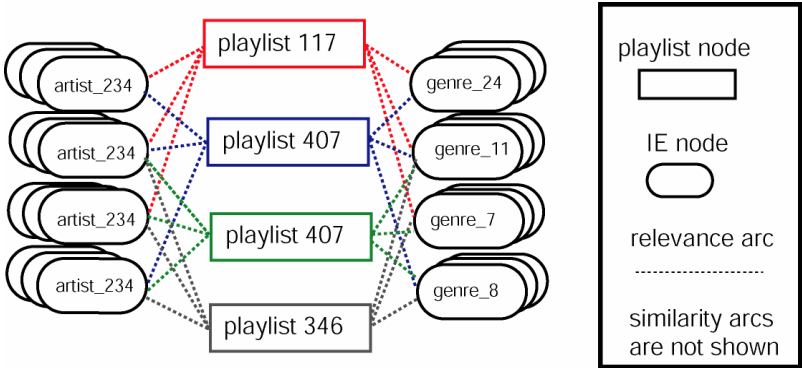 playlist 117
artist_234
genre_24
playlist 407
artist_234
genre_11
artist_234
playlist 407
genre_7
artist_234
genre_8
playlist 346
playlist node
IE node
relevance arc
similarity arcs
are not shown